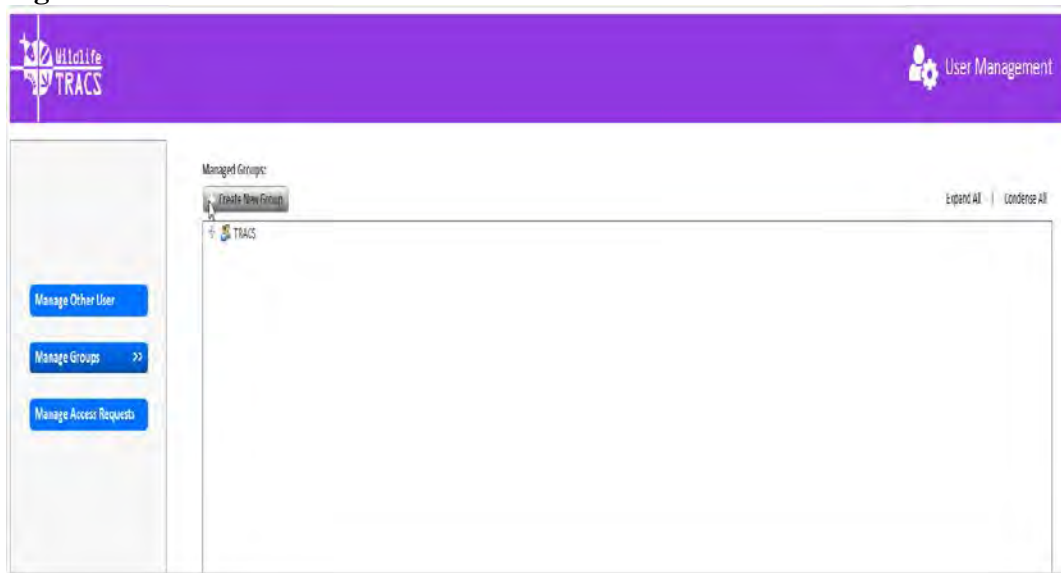 Wildlife
TRACS
User Management
Managed Groups:
Create New Group
Expand All | Condense All
TRACS
Manage Other User
Manage Groups >>
Manage Access Requests